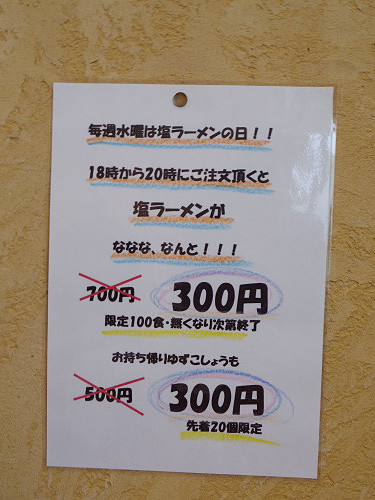 毎週水曜は塩ラーメンの日！！
18時から20時にご注文頂くと
塩ラーメンが
ななな、なんと！！！
700円 300円
限定100食・無くなり次第終了
お持ち帰りゆずこしょうも
500円 300円
先着20個限定